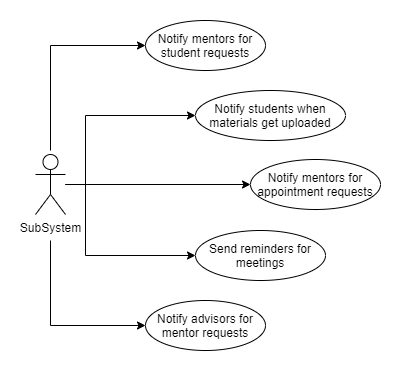 Notify mentors for
student requests
Notify students when
materials get uploaded
Notify mentors for
appointment requests
SubSystem
Send reminders for
meetings
Notify advisors for
mentor requests